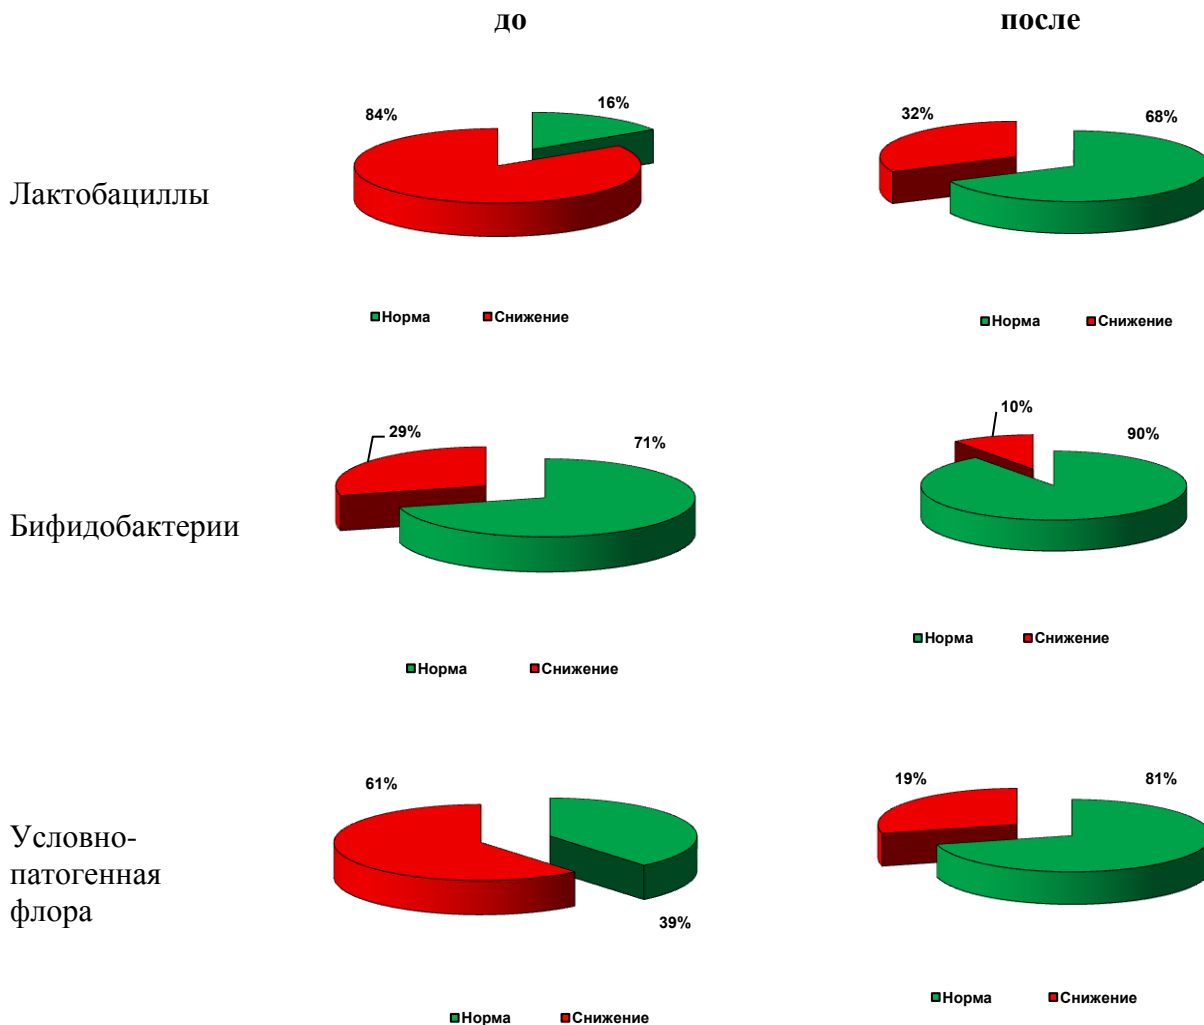 до
после
84%
16%
32%
68%
Лактобациллы
Норма
Снижение
Норма
Снижение
29%
71%
10%
90%
Бифидобактерии
Норма
Снижение
Норма
Снижение
61%
39%
19%
81%
Условно-
патогенная
флора
Норма
Снижение
Норма
Снижение